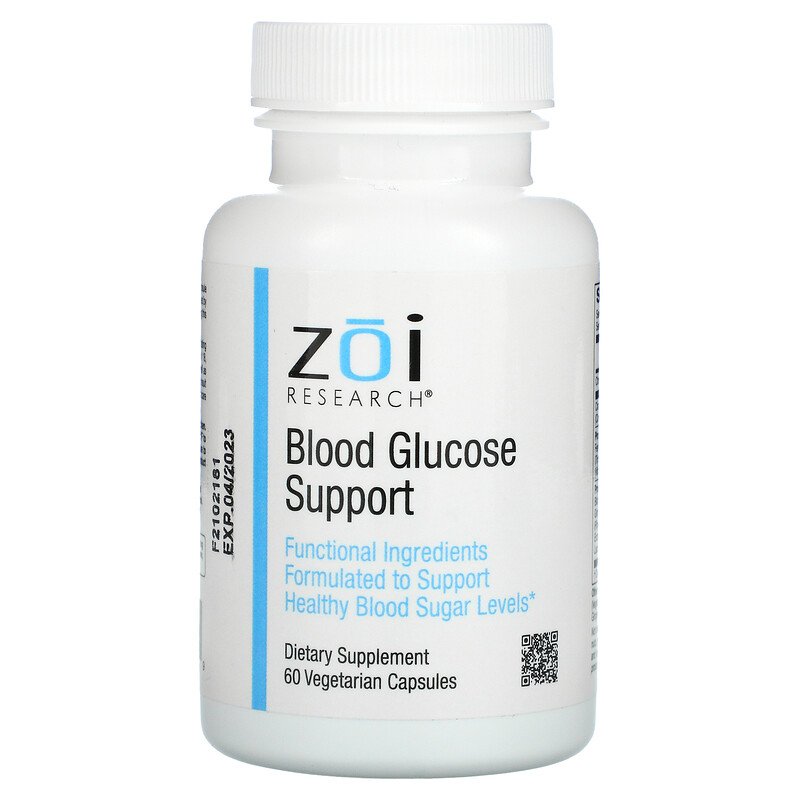 zōi
RESEARCH®
Blood Glucose
Support
Functional Ingredients
Formulated to Support
Healthy Blood Sugar Levels*
Dietary Supplement
60 Vegetarian Capsules
F2102181
EXP.04/2023